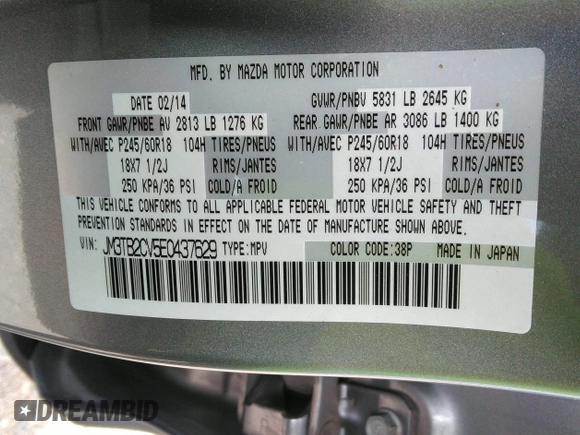 MFD. BY MAZDA MOTOR CORPORATION
DATE 02/14 GVWR/PNBV 5831 LB 2645 KG
FRONT GAWR/PNBE AV 2813 LB 1276 KG REAR GAWR/PNBE AR 3086 LB 1400 KG
WITH/AVEC P245/60R18 104H TIRES/PNEUS WITH/AVEC P245/60R18 104H TIRES/PNEUS
18X7 1/2J RIMS/JANTES 18X7 1/2J RIMS/JANTES
250 KPA/36 PSI COLD/A FROID 250 KPA/36 PSI COLD/A FROID
THIS VEHICLE CONFORMS TO ALL APPLICABLE FEDERAL MOTOR VEHICLE SAFETY AND THEFT
PREVENTION STANDARDS IN EFFECT ON THE DATE OF MANUFACTURE SHOWN ABOVE.
VIN: JM3TB2CV5E0437629 TYPE:MPV COLOR CODE:38P MADE IN JAPAN
DREAMBID